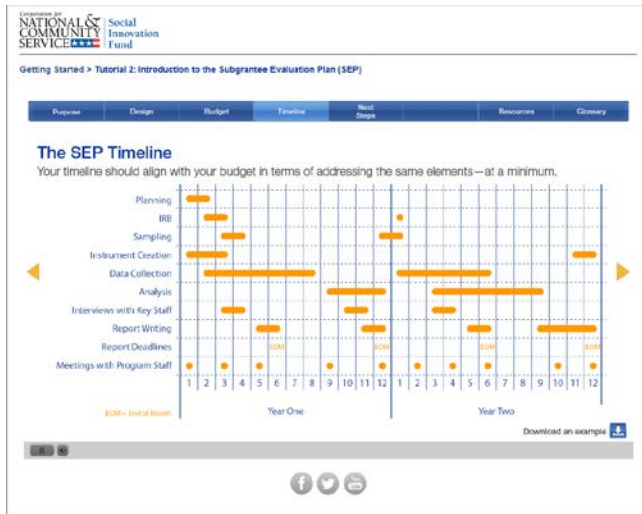 Corporation for
NATIONAL & COMMUNITY SERVICE
Social Innovation Fund
Getting Started > Tutorial 2: Introduction to the Subgrantee Evaluation Plan (SEP)
Purpose Design Budget Timeline Next Steps Resources Glossary
The SEP Timeline
Your timeline should align with your budget in terms of addressing the same elements—at a minimum.
Planning
IRB
Sampling
Instrument Creation
Data Collection
Analysis
Interviews with Key Staff
Report Writing
Report Deadlines EOM EOM EOM EOM
Meetings with Program Staff
1 2 3 4 5 6 7 8 9 10 11 12 1 2 3 4 5 6 7 8 9 10 11 12
EOM= End of Month Year One Year Two
Download an example
You
Tube